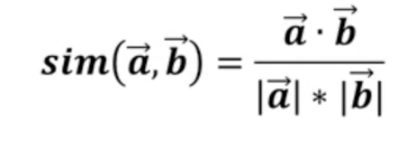 sim(a⃗, b⃗) = (a⃗ · b⃗) / (|a⃗| * |b⃗|)